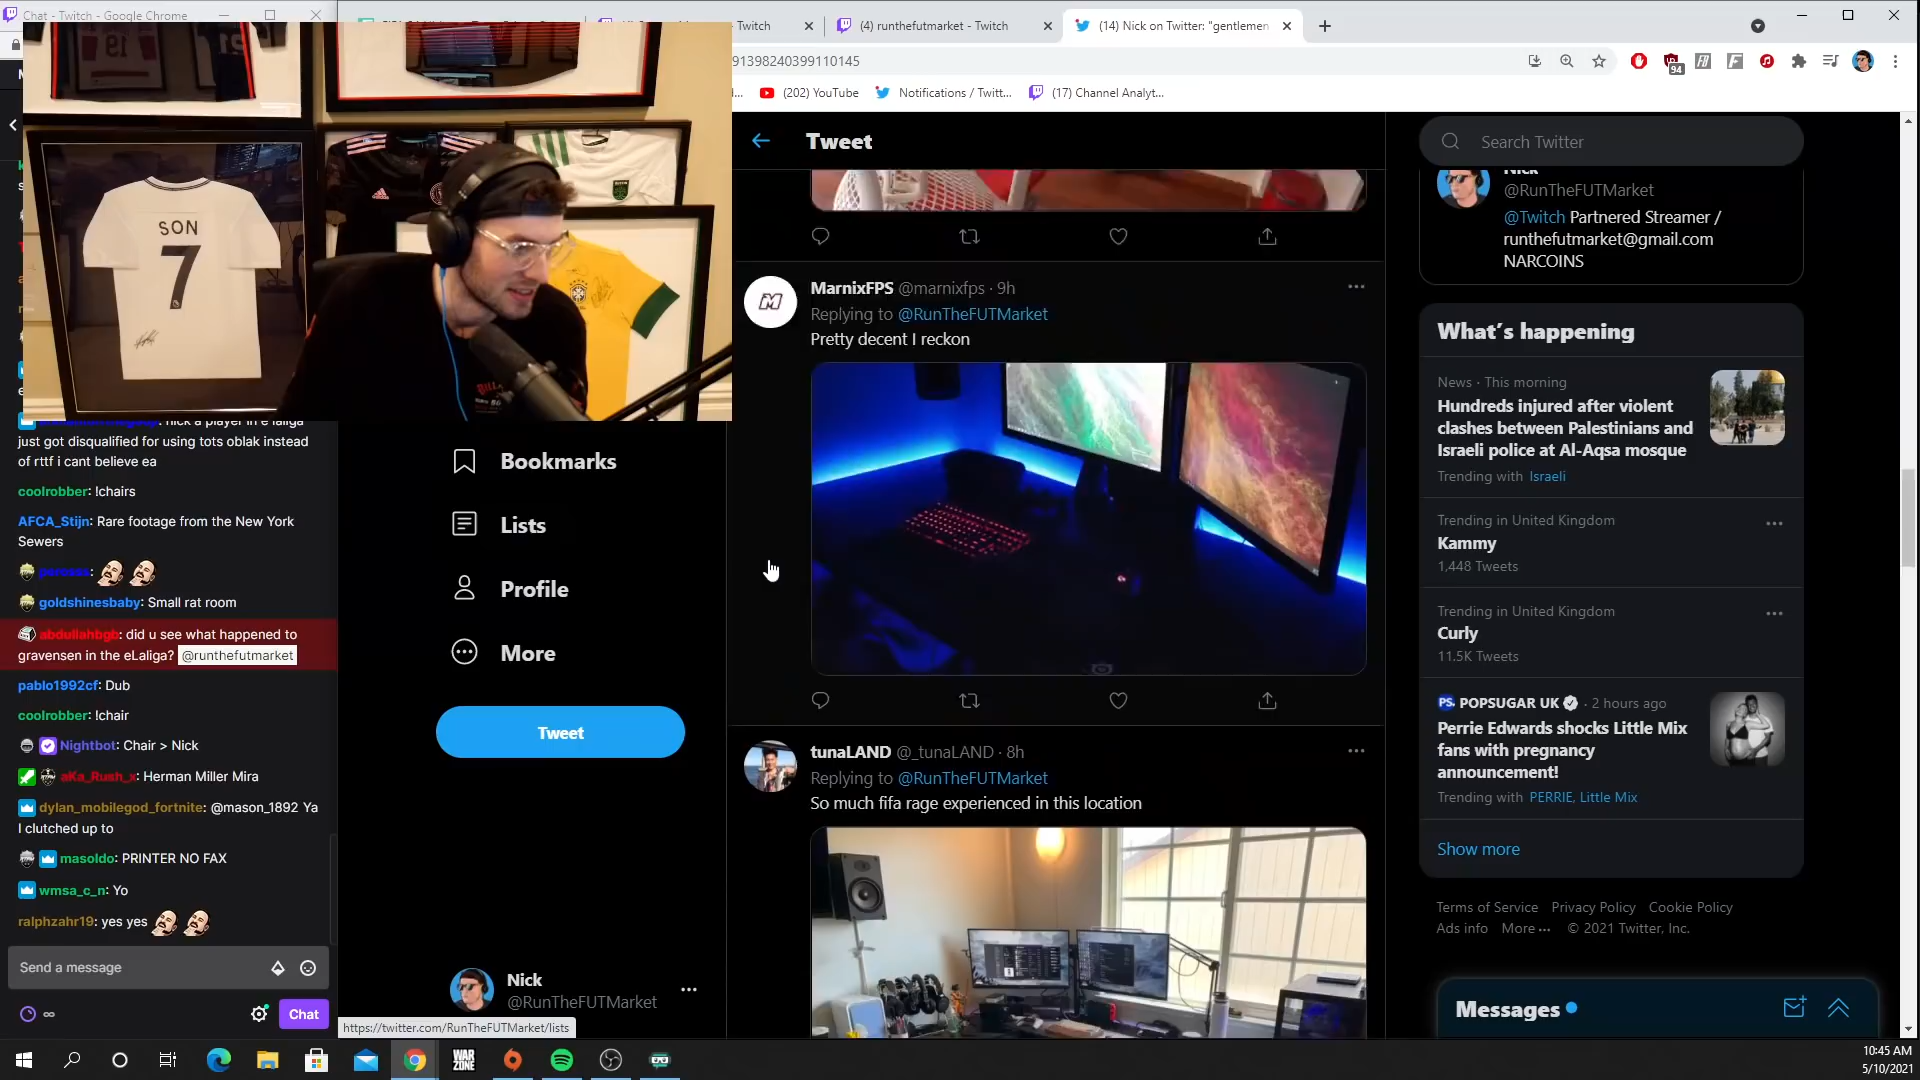 Chat - Twitch - Google Chrome
Twitch
(4) runthefutmarket - Twitch
(14) Nick on Twitter: "gentlemen
91398240399110145
94
(202) YouTube
Notifications / Twitt...
(17) Channel Analyt...
19
SON
7
just got disqualified for using tots oblak instead
of rttf i cant believe ea
coolrobber: !chairs
AFCA_Stijn: Rare footage from the New York
Sewers
goldshinesbaby: Small rat room
abdullahbgb: did u see what happened to
gravensen in the eLaliga? @runthefutmarket
pablo1992cf: Dub
coolrobber: !chair
Nightbot: Chair > Nick
aKa_Rush_x: Herman Miller Mira
dylan_mobilegod_fortnite: @mason_1892 Ya
I clutched up to
masoldo: PRINTER NO FAX
wmsa_c_n: Yo
ralphzahr19: yes yes
Send a message
Chat
Bookmarks
Lists
Profile
More
Tweet
Nick
@RunTheFUTMarket
https://twitter.com/RunTheFUTMarket/lists
Tweet
MarnixFPS @marnixfps · 9h
Replying to @RunTheFUTMarket
Pretty decent I reckon
tunaLAND @_tunaLAND · 8h
Replying to @RunTheFUTMarket
So much fifa rage experienced in this location
Search Twitter
Nick
@RunTheFUTMarket
@Twitch Partnered Streamer /
runthefutmarket@gmail.com
NARCOINS
What's happening
News · This morning
Hundreds injured after violent
clashes between Palestinians and
Israeli police at Al-Aqsa mosque
Trending with Israeli
Trending in United Kingdom
Kammy
1,448 Tweets
Trending in United Kingdom
Curly
11.5K Tweets
PS. POPSUGAR UK · 2 hours ago
Perrie Edwards shocks Little Mix
fans with pregnancy
announcement!
Trending with PERRIE, Little Mix
Show more
Terms of Service Privacy Policy Cookie Policy
Ads info More ··· © 2021 Twitter, Inc.
Messages
WAR
ZONE
10:45 AM
5/10/2021